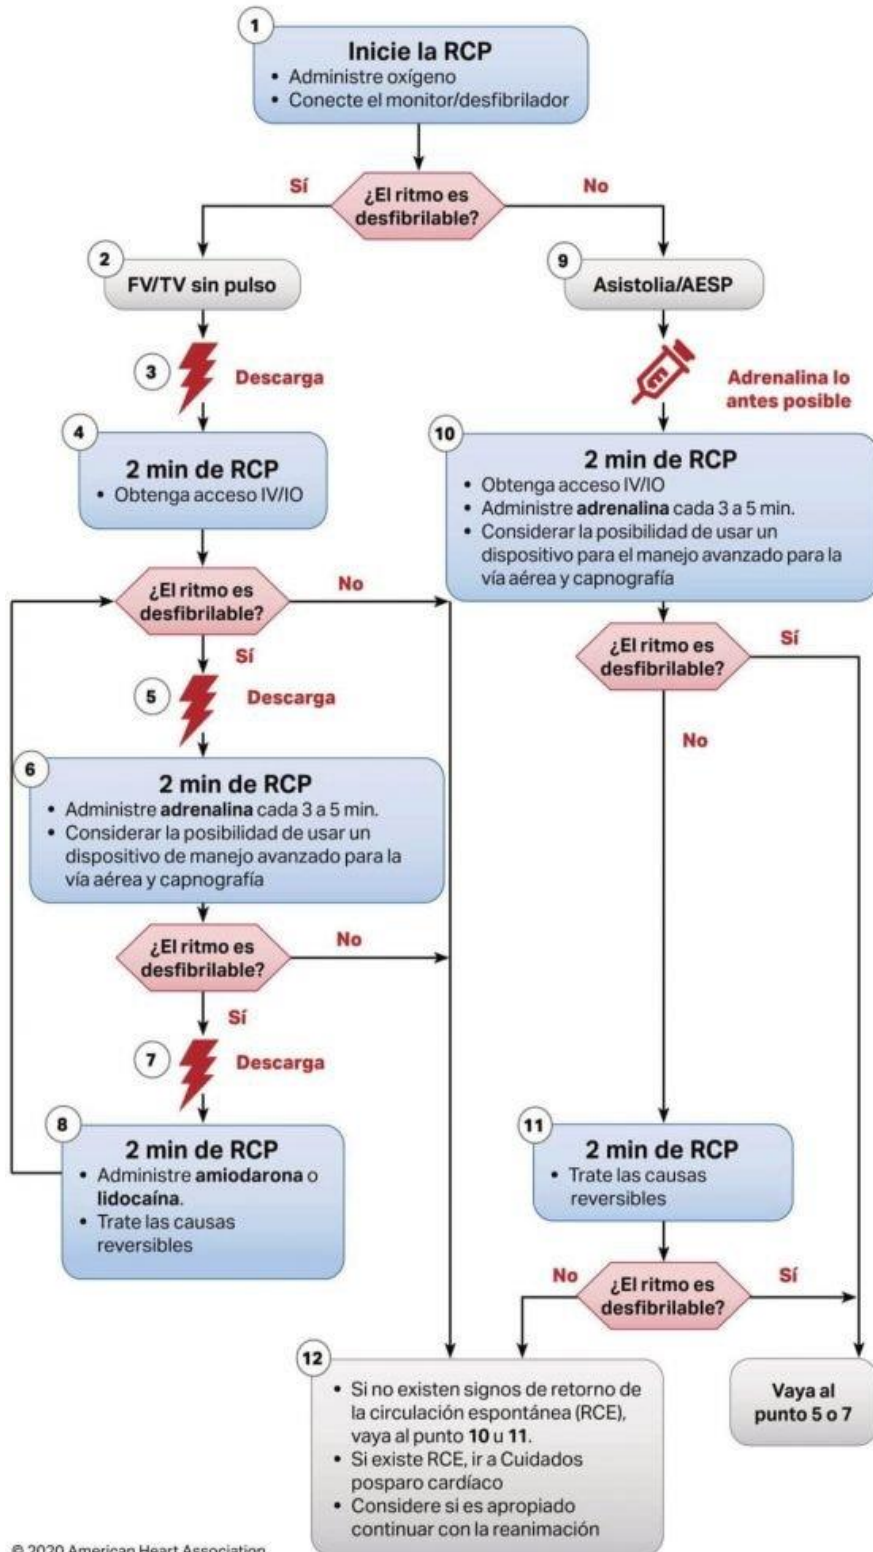 1
Inicie la RCP
• Administre oxígeno
• Conecte el monitor/desfibrilador
Sí
¿El ritmo es
desfibrilable?
No
2
FV/TV sin pulso
9
Asistolia/AESP
3
Descarga
Adrenalina lo
antes posible
4
2 min de RCP
• Obtenga acceso IV/IO
10
2 min de RCP
• Obtenga acceso IV/IO
• Administre adrenalina cada 3 a 5 min.
• Considerar la posibilidad de usar un
dispositivo para el manejo avanzado para la
vía aérea y capnografía
¿El ritmo es
desfibrilable?
No
Sí
¿El ritmo es
desfibrilable?
Sí
No
5
Descarga
6
2 min de RCP
• Administre adrenalina cada 3 a 5 min.
• Considerar la posibilidad de usar un
dispositivo de manejo avanzado para la
vía aérea y capnografía
¿El ritmo es
desfibrilable?
No
Sí
7
Descarga
8
2 min de RCP
• Administre amiodarona o
lidocaína.
• Trate las causas
reversibles
11
2 min de RCP
• Trate las causas
reversibles
No
¿El ritmo es
desfibrilable?
Sí
12
• Si no existen signos de retorno de
la circulación espontánea (RCE),
vaya al punto 10 u 11.
• Si existe RCE, ir a Cuidados
posparo cardíaco
• Considere si es apropiado
continuar con la reanimación
Vaya al
punto 5 o 7
© 2020 American Heart Association